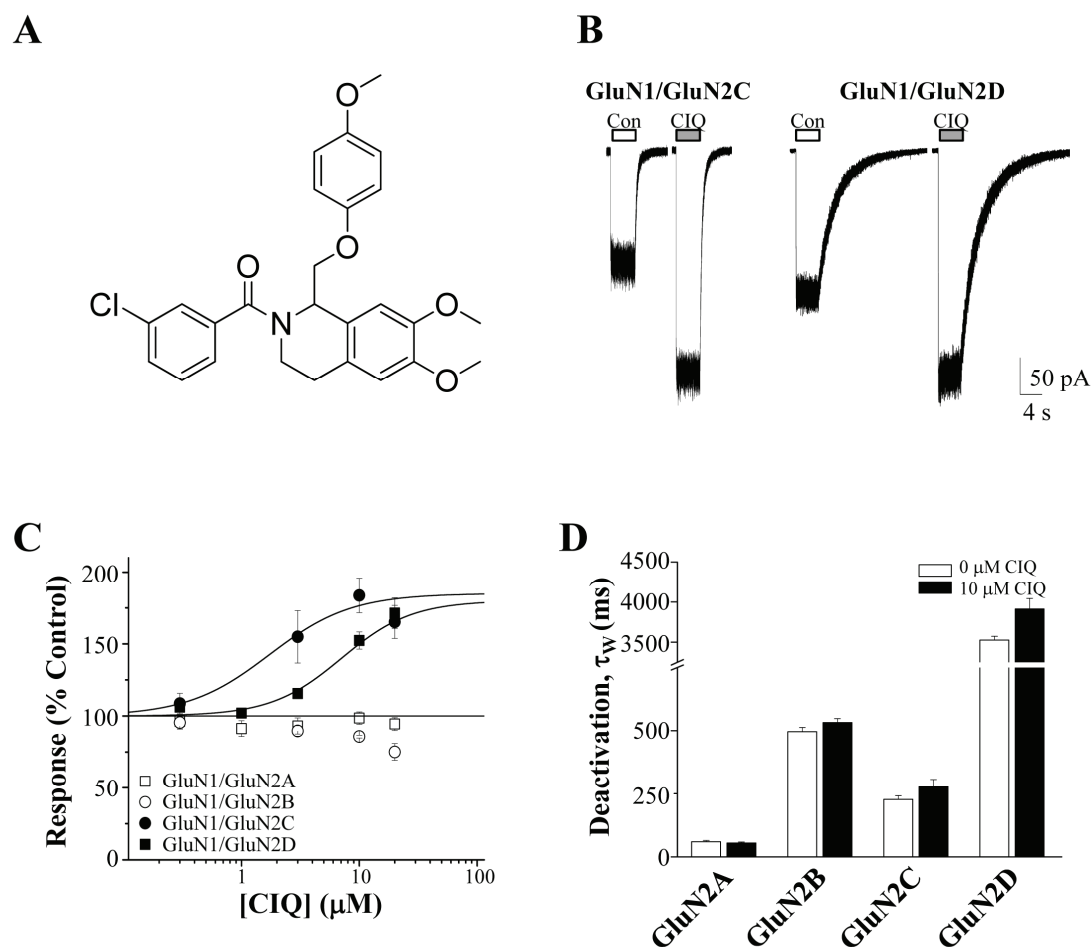 A
O
O
O
Cl
N
O
O
B
GluN1/GluN2C
GluN1/GluN2D
Con
CIQ
Con
CIQ
50 pA
4 s
C
Response (% Control)
200
150
100
50
0
GluN1/GluN2A
GluN1/GluN2B
GluN1/GluN2C
GluN1/GluN2D
1
10
100
[CIQ] (μM)
D
Deactivation, τw (ms)
4500
4000
3500
500
250
0
0 μM CIQ
10 μM CIQ
GluN2A
GluN2B
GluN2C
GluN2D